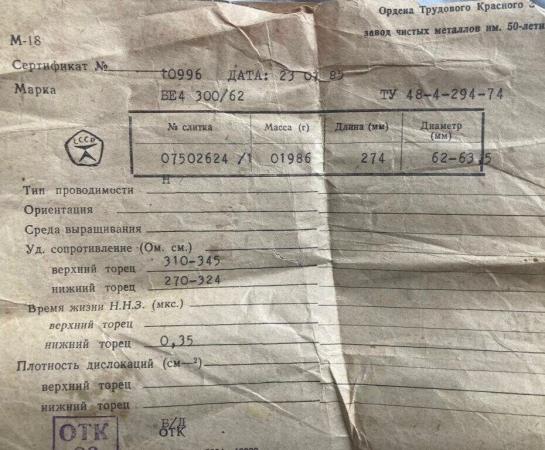 Ордена Трудового Красного
М-18
завод чистых металлов им. 50-лети
Сертификат № 10996 ДАТА: 23 07 85
Марка ВЕ4 300/62 ТУ 48-4-294-74
№ слитка Масса (г) Длина (мм) Диаметр (мм)
СССР
07502624 /1 01986 274 62-63,5
Тип проводимости Н
Ориентация
Среда выращивания
Уд. сопротивление (Ом. см.)
верхний торец 310-345
нижний торец 270-324
Время жизни Н.Н.З. (мкс.)
верхний торец
нижний торец 0,35
Плотность дислокаций (см—²)
верхний торец
нижний торец
Б/Д
ОТК ОТК